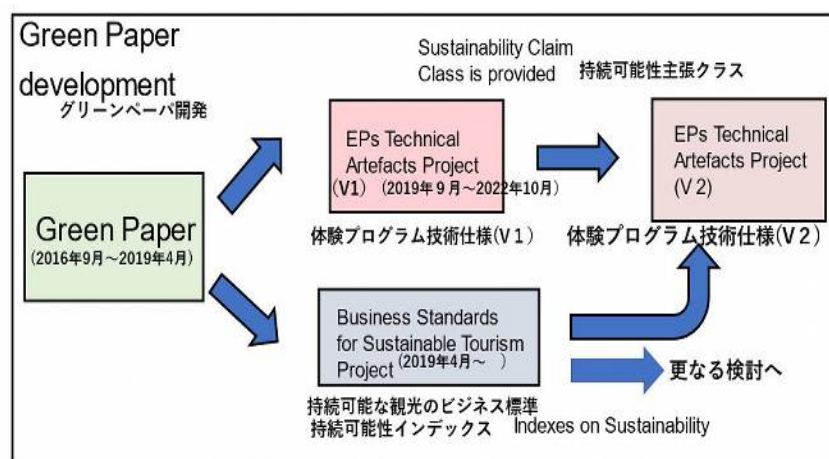 Green Paper
development
グリーンペーパ開発
Sustainability Claim
Class is provided
持続可能性主張クラス
EPs Technical
Artefacts Project
(V1) (2019年9月～2022年10月)
体験プログラム技術仕様(V1)
EPs Technical
Artefacts Project
(V2)
体験プログラム技術仕様(V2)
Green Paper
(2016年9月～2019年4月)
Business Standards
for Sustainable Tourism
Project (2019年4月～ )
持続可能な観光のビジネス標準
持続可能性インデックス Indexes on Sustainability
更なる検討へ